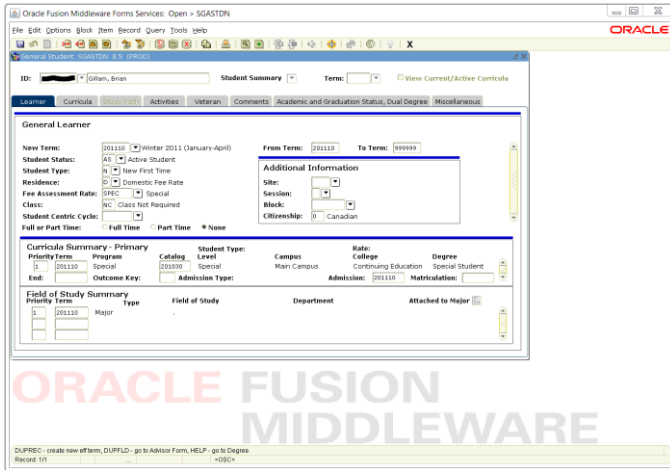 Oracle Fusion Middleware Forms Services: Open > SGASTDN
File Edit Options Block Item Record Query Tools Help
ORACLE
X
General Student SGASTDN 8.5 (PROD)
ID: Gillam, Brian Student Summary Term: View Current/Active Curricula
Learner Curricula Study Path Activities Veteran Comments Academic and Graduation Status, Dual Degree Miscellaneous
General Learner
New Term: 201110 Winter 2011 (January-April) From Term: 201110 To Term: 999999
Student Status: AS Active Student
Student Type: N New First Time
Additional Information
Residence: D Domestic Fee Rate Site:
Fee Assessment Rate: SPEC Special Session:
Class: NC Class Not Required Block:
Student Centric Cycle: Citizenship: 0 Canadian
Full or Part Time: Full Time Part Time None
Curricula Summary - Primary Student Type: Rate:
Priority Term Program Catalog Level Campus College Degree
1 201110 Special 201030 Special Main Campus Continuing Education Special Student
End: Outcome Key: Admission Type: Admission: 201110 Matriculation:
Field of Study Summary
Priority Term Type Field of Study Department Attached to Major
1 201110 Major .
ORACLE FUSION
MIDDLEWARE
DUPREC - create new eff term, DUPFLD - go to Advisor Form, HELP - go to Degree.
Record: 1/1 ... <OSC>